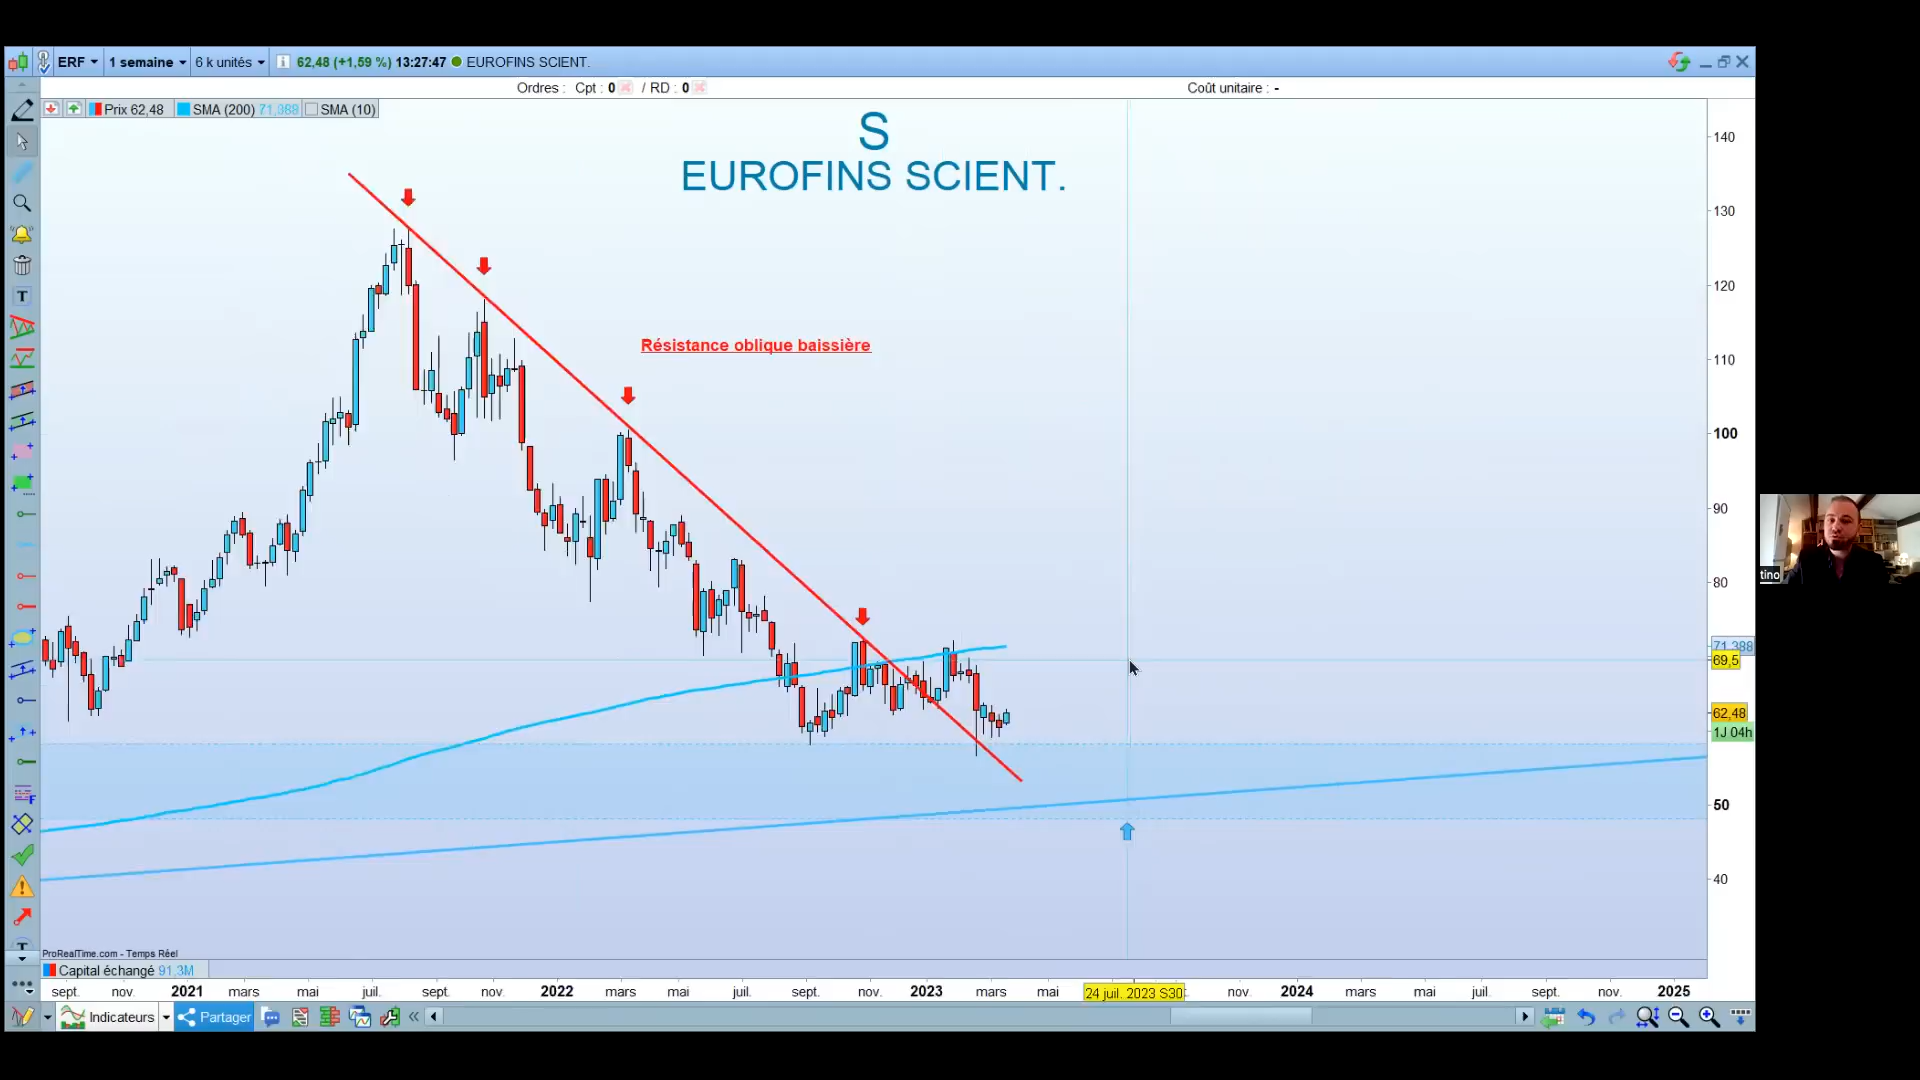 ERF 1 semaine 6 k unités 62,48 (+1,59 %) 13:27:47 EUROFINS SCIENT.
Ordres : Cpt : 0 / RD : 0 Coût unitaire : -
Prix 62,48 SMA (200) 71,388 SMA (10)
S
EUROFINS SCIENT.
Résistance oblique baissière
140
130
120
110
100
90
80
71,388
69,5
62,48
1J 04h
50
40
tino
ProRealTime.com - Temps Réel
Capital échangé 91,3M
sept. nov. 2021 mars mai juil. sept. nov. 2022 mars mai juil. sept. nov. 2023 mars mai 24 juil. 2023 S30 nov. 2024 mars mai juil. sept. nov. 2025
Indicateurs Partager